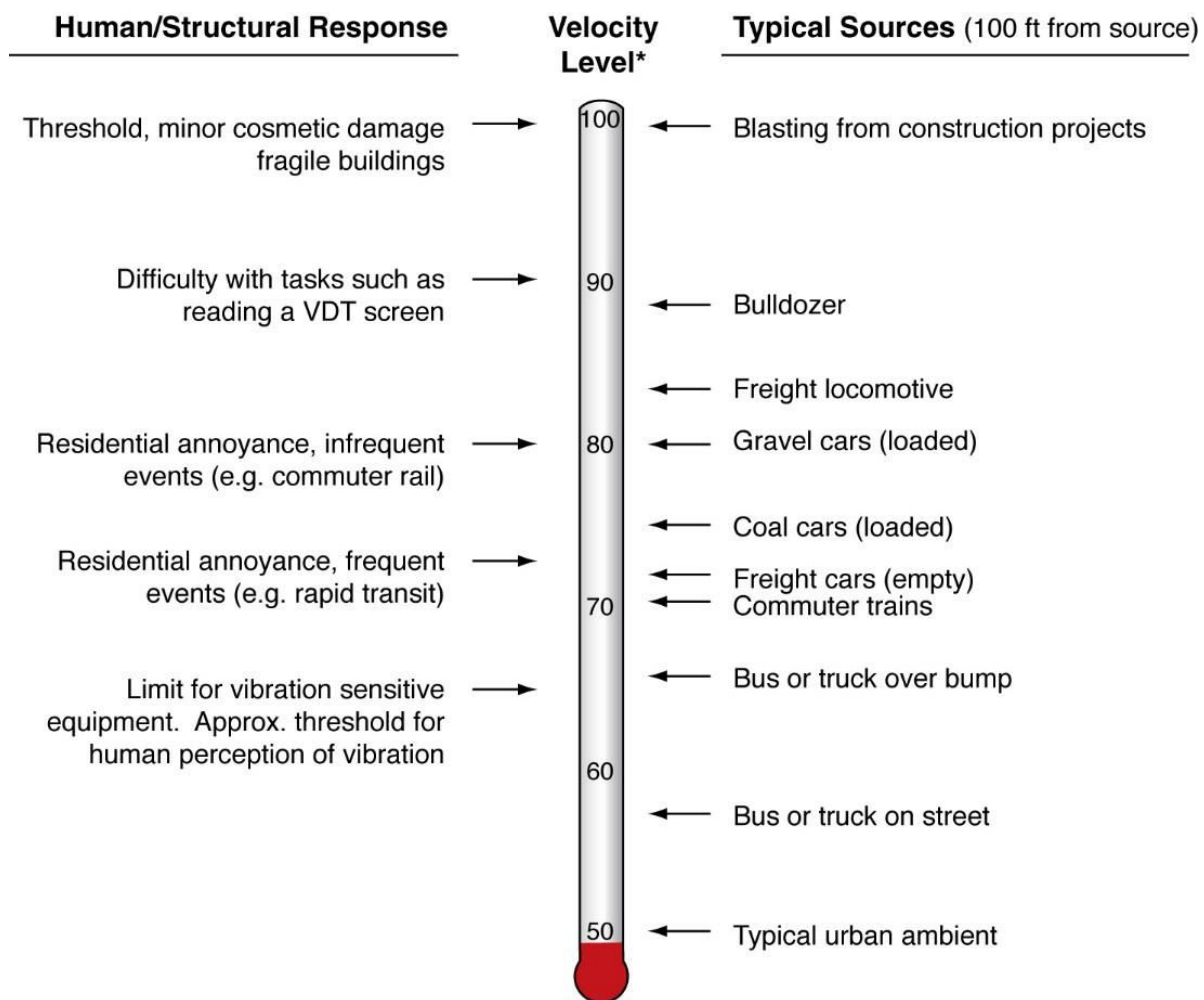 Human/Structural Response
Velocity
Level*
Typical Sources (100 ft from source)
Threshold, minor cosmetic damage
fragile buildings
100
Blasting from construction projects
Difficulty with tasks such as
reading a VDT screen
90
Bulldozer
Freight locomotive
Residential annoyance, infrequent
events (e.g. commuter rail)
80
Gravel cars (loaded)
Coal cars (loaded)
Residential annoyance, frequent
events (e.g. rapid transit)
Freight cars (empty)
70
Commuter trains
Limit for vibration sensitive
equipment. Approx. threshold for
human perception of vibration
Bus or truck over bump
60
Bus or truck on street
50
Typical urban ambient